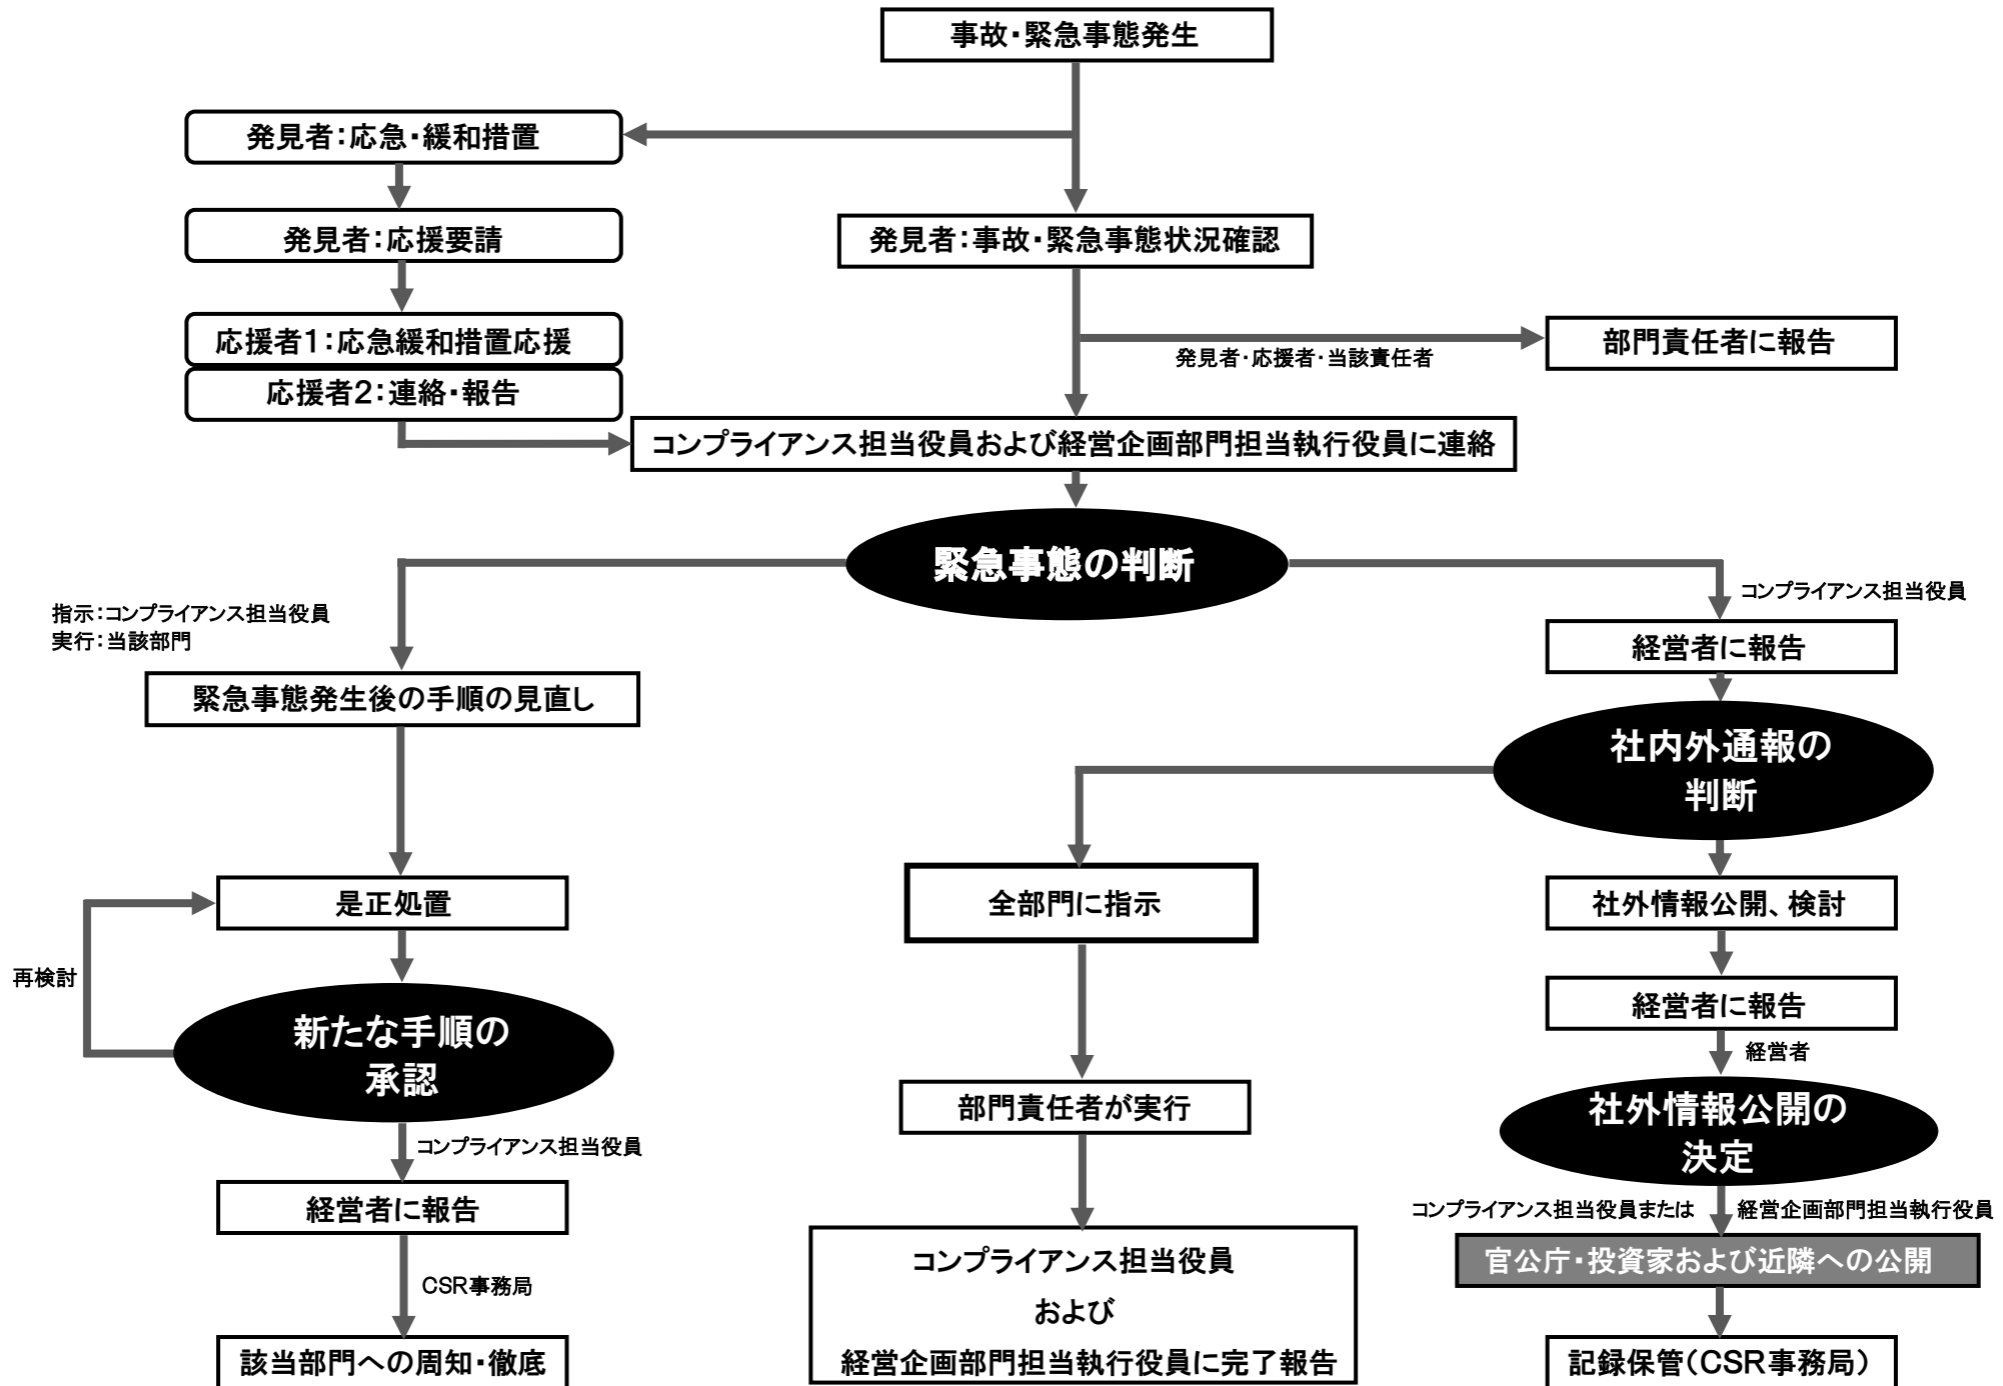 事故・緊急事態発生
発見者：応急・緩和措置
発見者：応援要請
発見者：事故・緊急事態状況確認
応援者1：応急緩和措置応援
部門責任者に報告
発見者・応援者・当該責任者
応援者2：連絡・報告
コンプライアンス担当役員および経営企画部門担当執行役員に連絡
緊急事態の判断
指示：コンプライアンス担当役員
実行：当該部門
コンプライアンス担当役員
経営者に報告
緊急事態発生後の手順の見直し
社内外通報の
判断
是正処置
全部門に指示
社外情報公開、検討
再検討
経営者に報告
新たな手順の
承認
経営者
部門責任者が実行
社外情報公開の
決定
コンプライアンス担当役員
経営者に報告
コンプライアンス担当役員または
経営企画部門担当執行役員
CSR事務局
コンプライアンス担当役員
および
経営企画部門担当執行役員に完了報告
官公庁・投資家および近隣への公開
該当部門への周知・徹底
記録保管（CSR事務局）